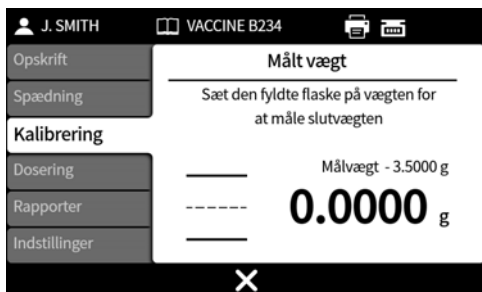 J. SMITH
VACCINE B234
Opskrift
Spædning
Kalibrering
Dosering
Rapporter
Indstillinger
Målt vægt
Sæt den fyldte flaske på vægten for
at måle slutvægten
Målvægt - 3.5000 g
0.0000 g